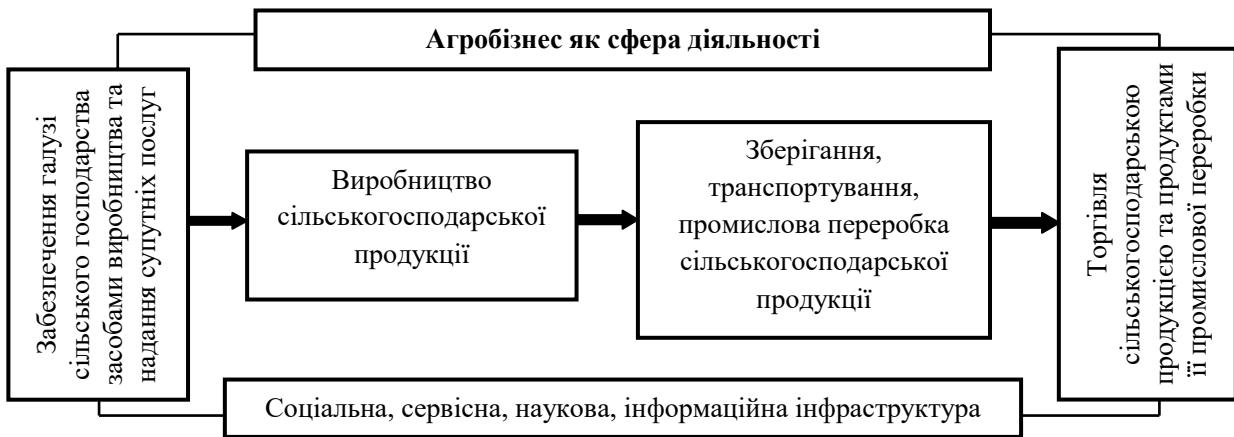 Агробізнес як сфера діяльності
Забезпечення галузі
сільського господарства
засобами виробництва та
надання супутніх послуг
Виробництво
сільськогосподарської
продукції
Зберігання,
транспортування,
промислова переробка
сільськогосподарської
продукції
Торгівля
сільськогосподарською
продукцією та продуктами
її промислової переробки
Соціальна, сервісна, наукова, інформаційна інфраструктура